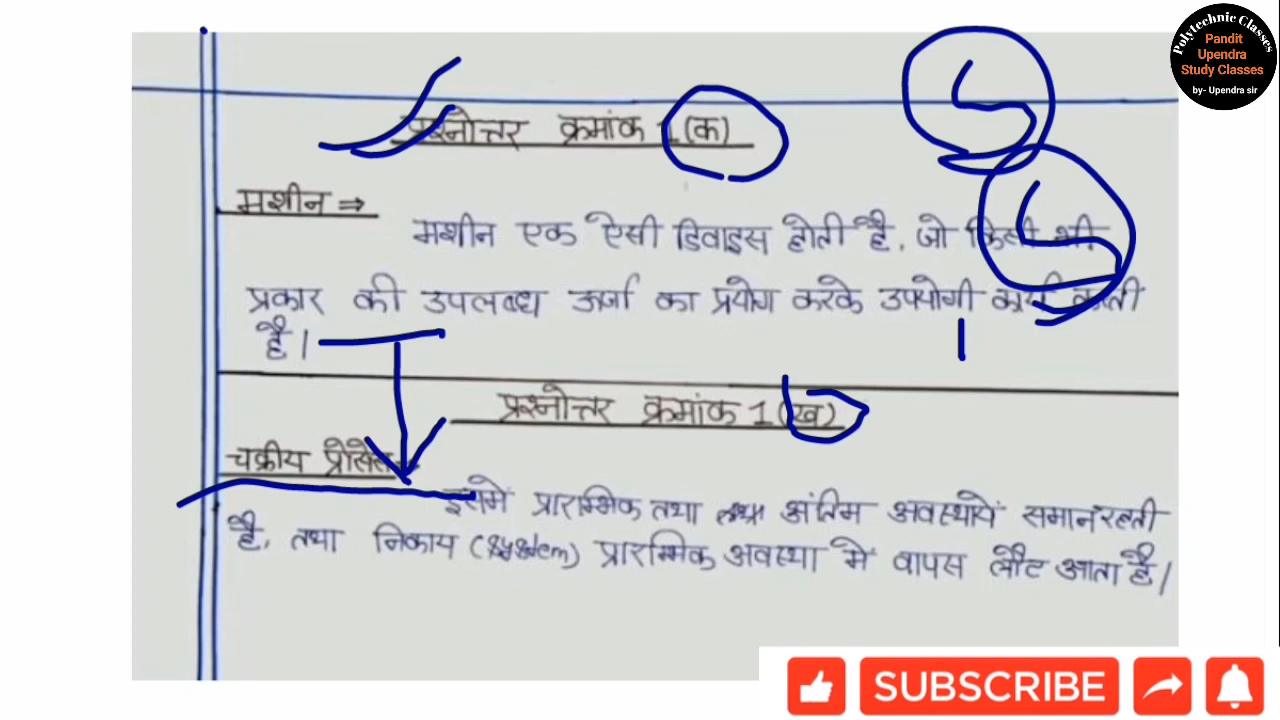 Polytechnic Classes
Pandit
Upendra
Study Classes
by- Upendra sir
प्रश्नोत्तर क्रमांक 1(क)
मशीन ⇒
मशीन एक ऐसी डिवाइस होती है, जो किसी भी
प्रकार की उपलब्ध ऊर्जा का प्रयोग करके उपयोगी कार्य करती
है।
प्रश्नोत्तर क्रमांक 1(ख)
चक्रीय प्रोसेस
इसमें प्रारम्भिक तथा अंतिम अवस्थायें समान रहती
है, तथा निकाय (System) प्रारम्भिक अवस्था में वापस लौट आता है।
SUBSCRIBE